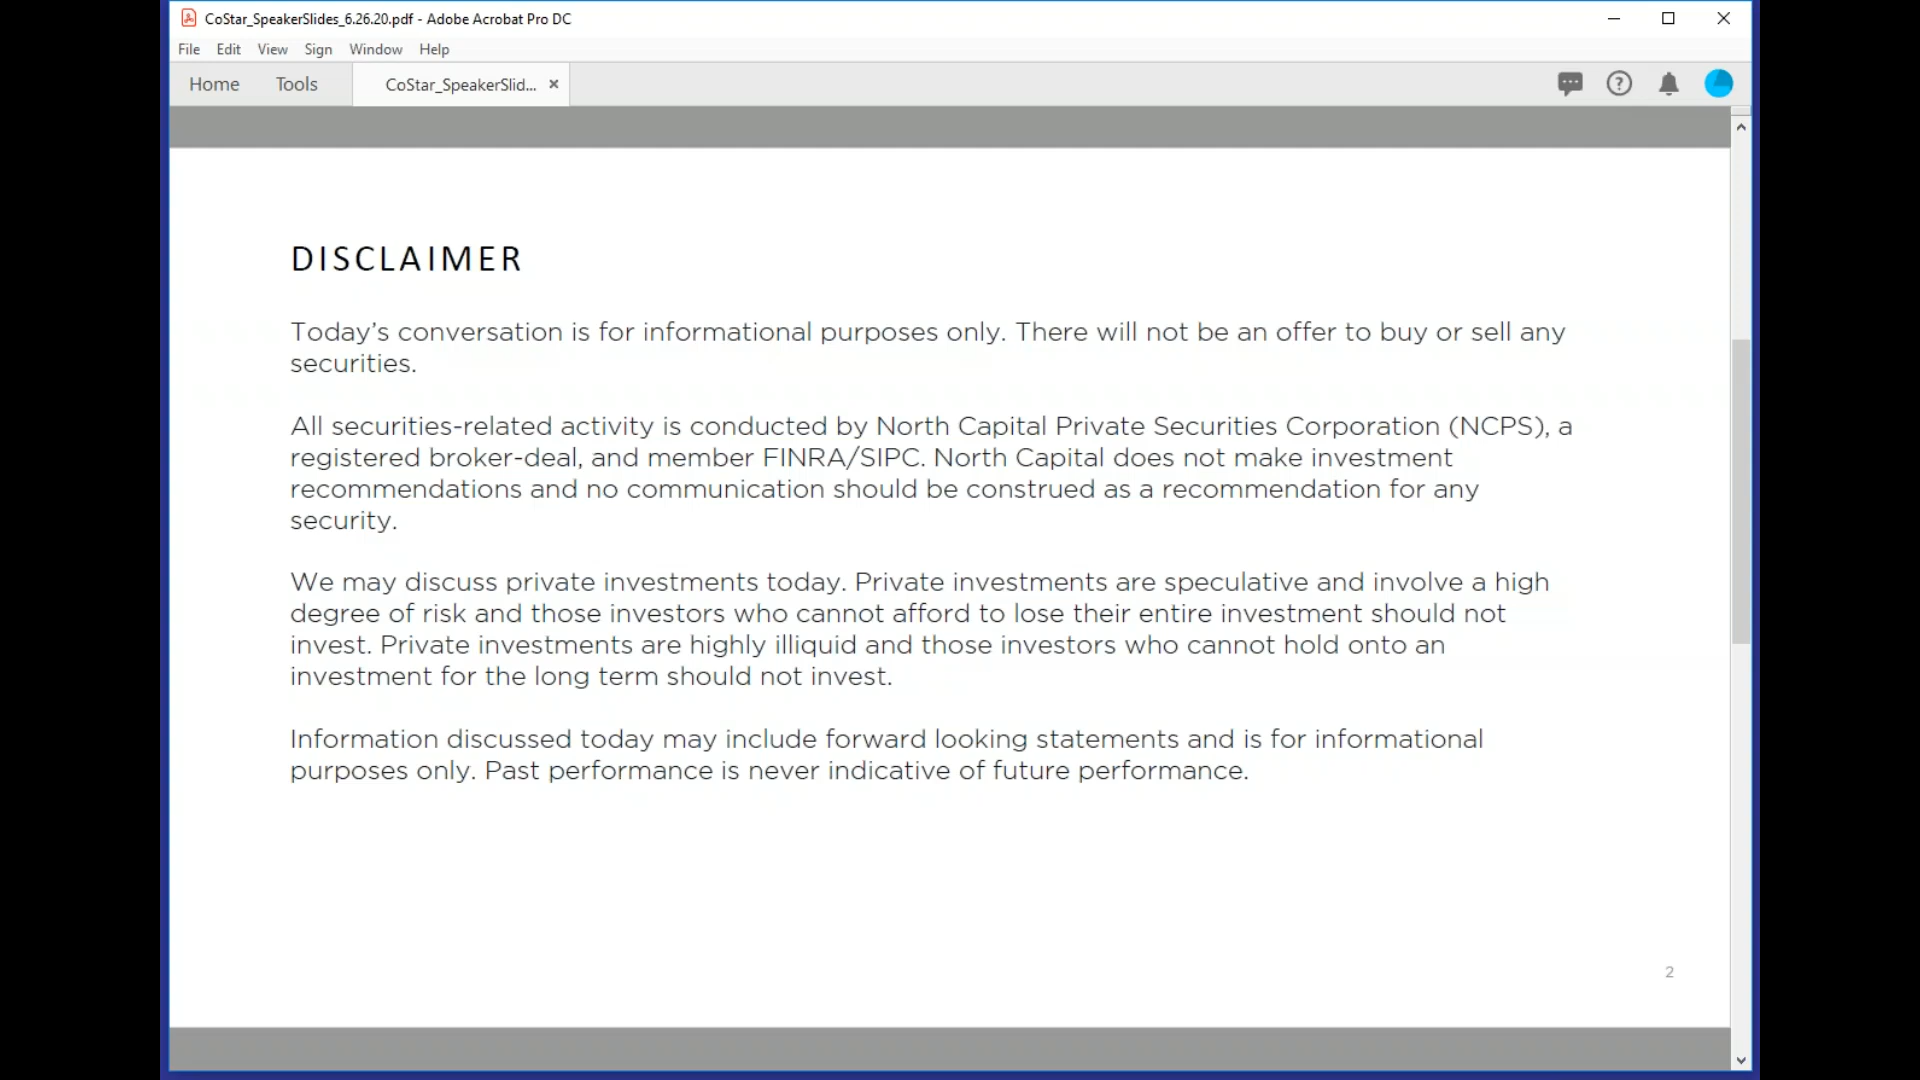 CoStar_SpeakerSlides_6.26.20.pdf - Adobe Acrobat Pro DC
File Edit View Sign Window Help
Home Tools CoStar_SpeakerSlid... ×
DISCLAIMER
Today’s conversation is for informational purposes only. There will not be an offer to buy or sell any
securities.
All securities-related activity is conducted by North Capital Private Securities Corporation (NCPS), a
registered broker-deal, and member FINRA/SIPC. North Capital does not make investment
recommendations and no communication should be construed as a recommendation for any
security.
We may discuss private investments today. Private investments are speculative and involve a high
degree of risk and those investors who cannot afford to lose their entire investment should not
invest. Private investments are highly illiquid and those investors who cannot hold onto an
investment for the long term should not invest.
Information discussed today may include forward looking statements and is for informational
purposes only. Past performance is never indicative of future performance.
2